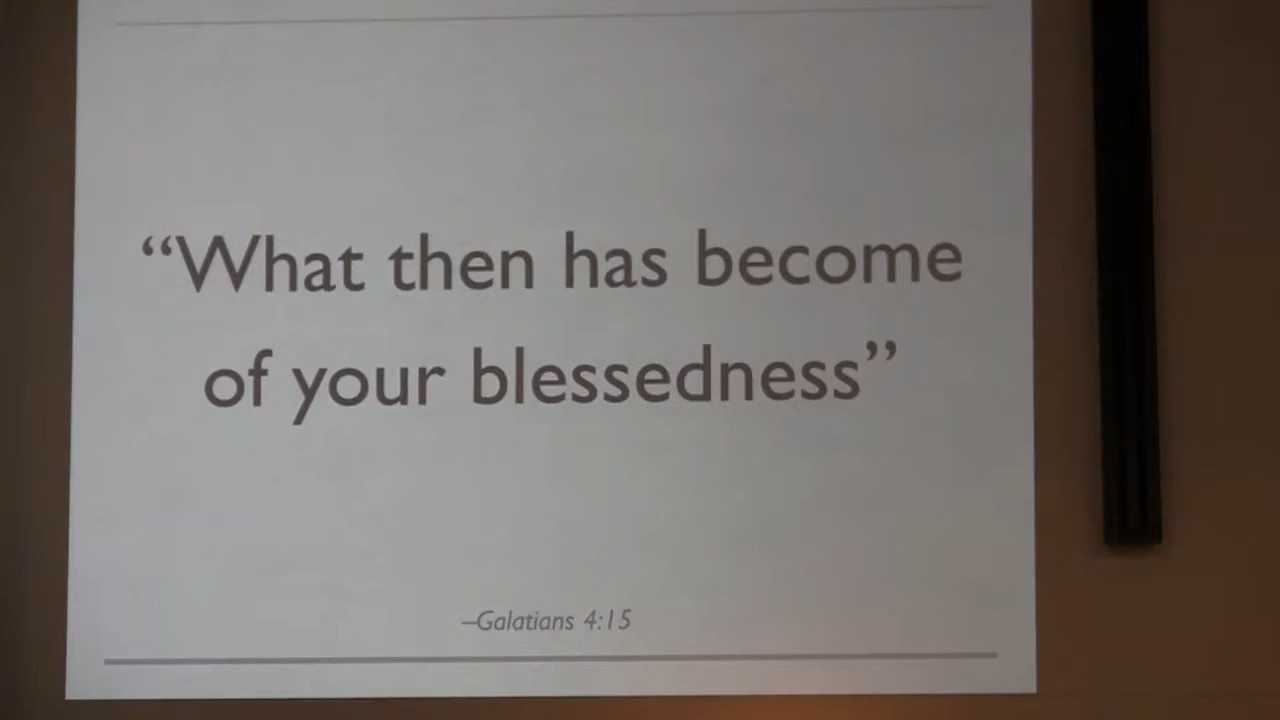 “What then has become
of your blessedness”
–Galatians 4:15